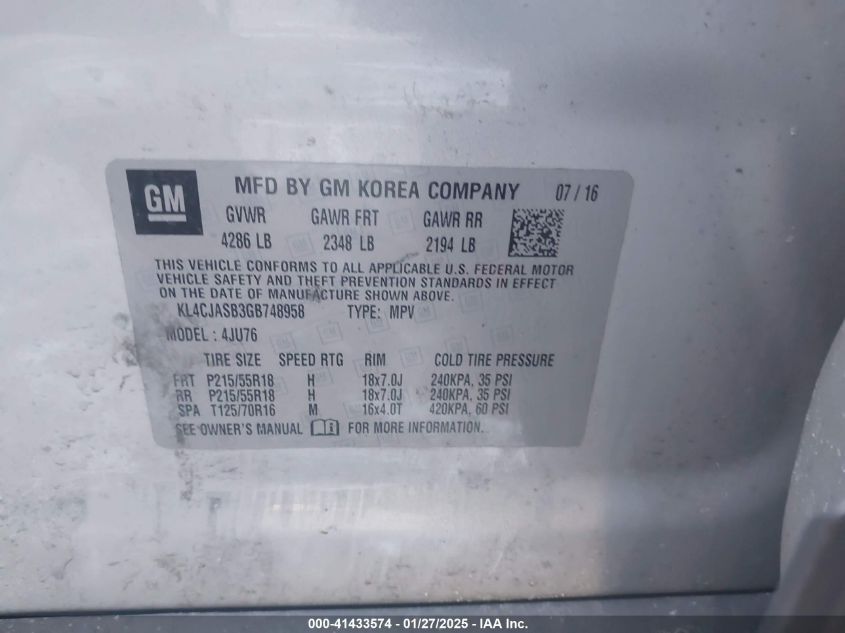 GM MFD BY GM KOREA COMPANY 07 / 16
GVWR GAWR FRT GAWR RR
4286 LB 2348 LB 2194 LB
THIS VEHICLE CONFORMS TO ALL APPLICABLE U.S. FEDERAL MOTOR
VEHICLE SAFETY AND THEFT PREVENTION STANDARDS IN EFFECT
ON THE DATE OF MANUFACTURE SHOWN ABOVE.
KL4CJASB3GB748958 TYPE: MPV
MODEL : 4JU76
TIRE SIZE SPEED RTG RIM COLD TIRE PRESSURE
FRT P215/55R18 H 18x7.0J 240KPA, 35 PSI
RR P215/55R18 H 18x7.0J 240KPA, 35 PSI
SPA T125/70R16 M 16x4.0T 420KPA, 60 PSI
SEE OWNER'S MANUAL FOR MORE INFORMATION.
000-41433574 | 01/27/2025 - IAA Inc.